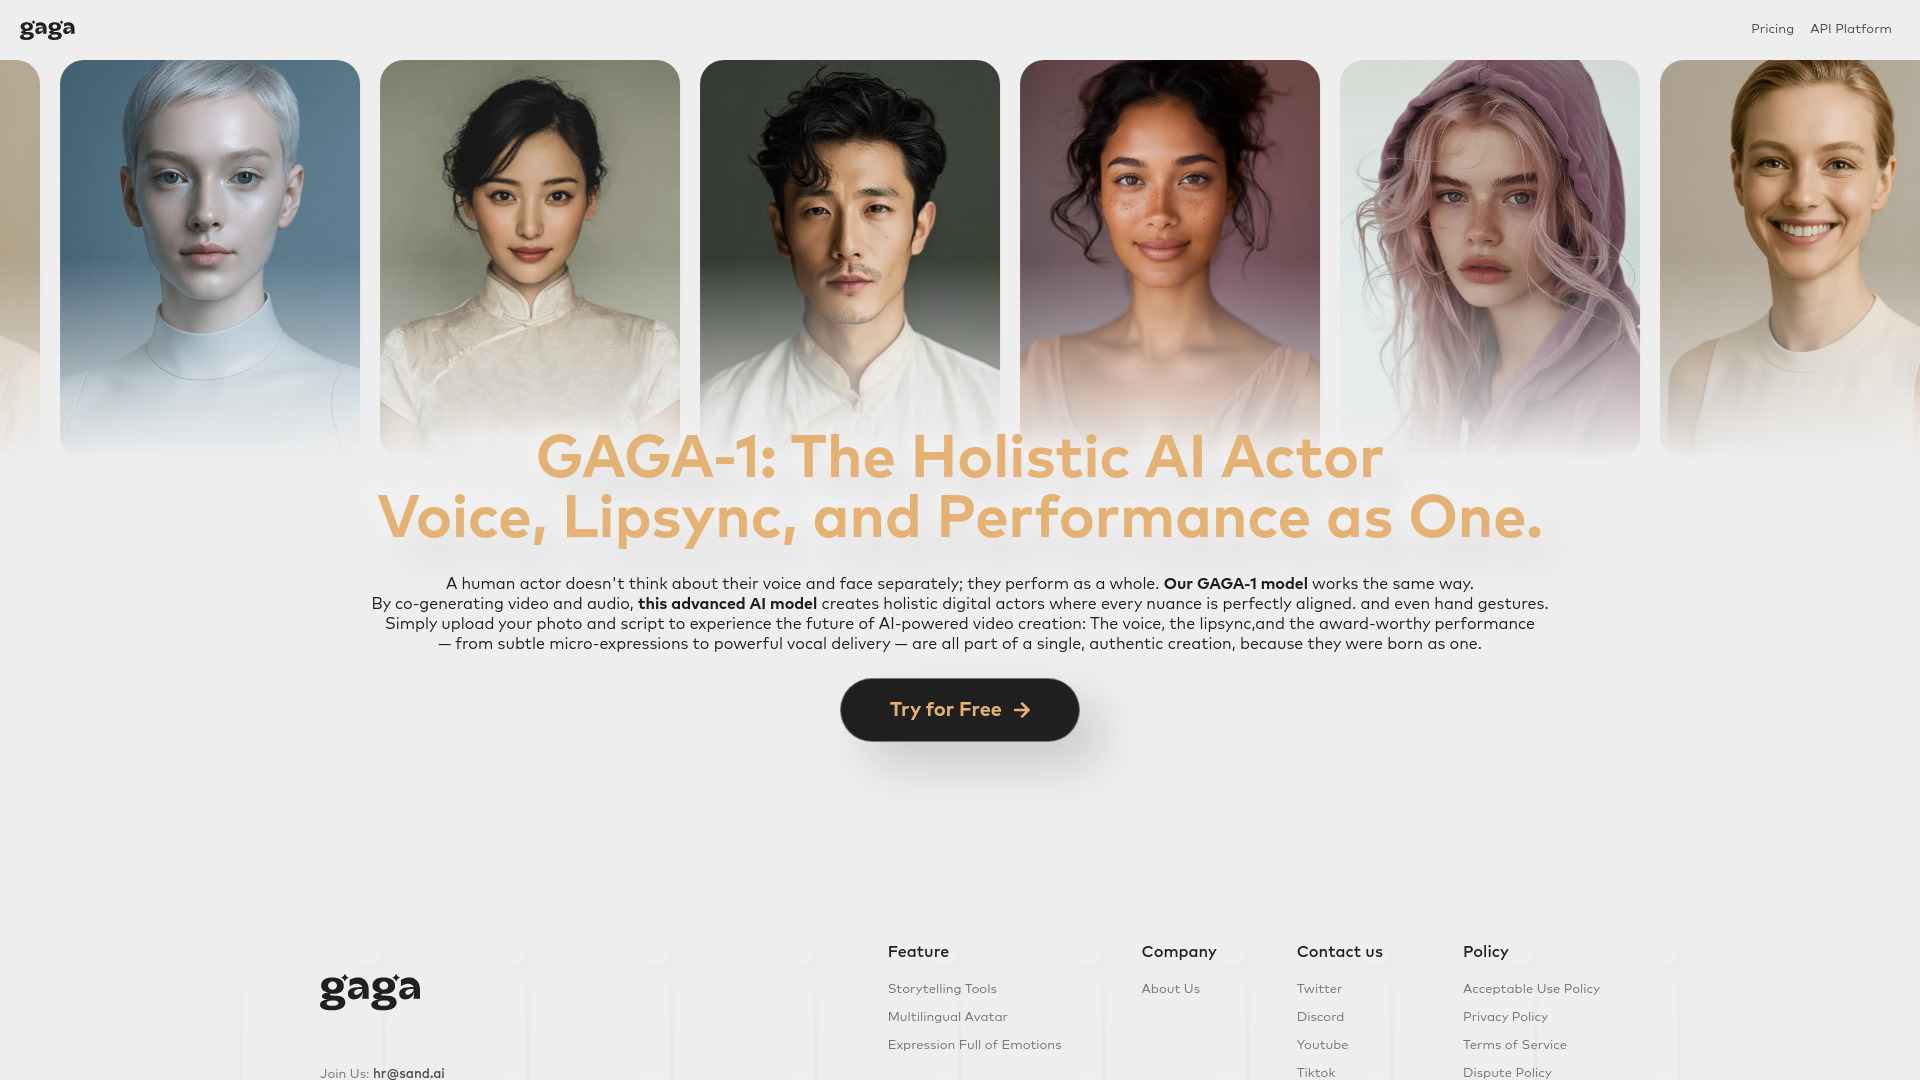 gaga
Pricing
API Platform
GAGA-1: The Holistic AI Actor
Voice, Lipsync, and Performance as One.
A human actor doesn't think about their voice and face separately; they perform as a whole. Our GAGA-1 model works the same way.
By co-generating video and audio, this advanced AI model creates holistic digital actors where every nuance is perfectly aligned. and even hand gestures.
Simply upload your photo and script to experience the future of AI-powered video creation: The voice, the lipsync,and the award-worthy performance
— from subtle micro-expressions to powerful vocal delivery — are all part of a single, authentic creation, because they were born as one.
Try for Free
gaga
Join Us: hr@sand.ai
Feature
Storytelling Tools
Multilingual Avatar
Expression Full of Emotions
Company
About Us
Contact us
Twitter
Discord
Youtube
Tiktok
Policy
Acceptable Use Policy
Privacy Policy
Terms of Service
Dispute Policy